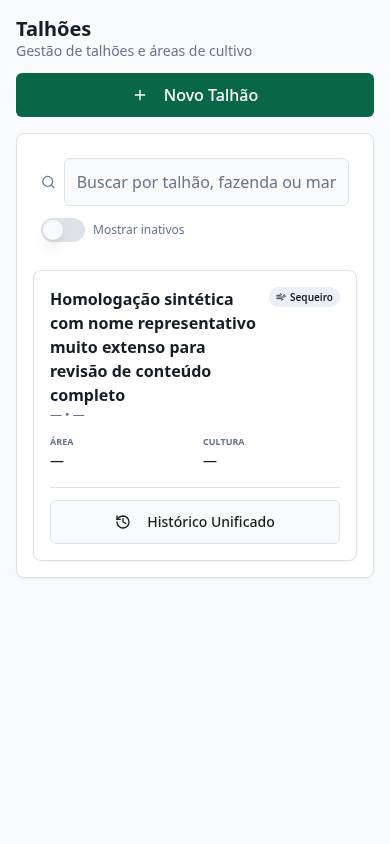 Talhões
Gestão de talhões e áreas de cultivo
Novo Talhão
Buscar por talhão, fazenda ou mar
Mostrar inativos
Homologação sintética
com nome representativo
muito extenso para
revisão de conteúdo
completo
Sequeiro
— • —
ÁREA
CULTURA
—
—
Histórico Unificado